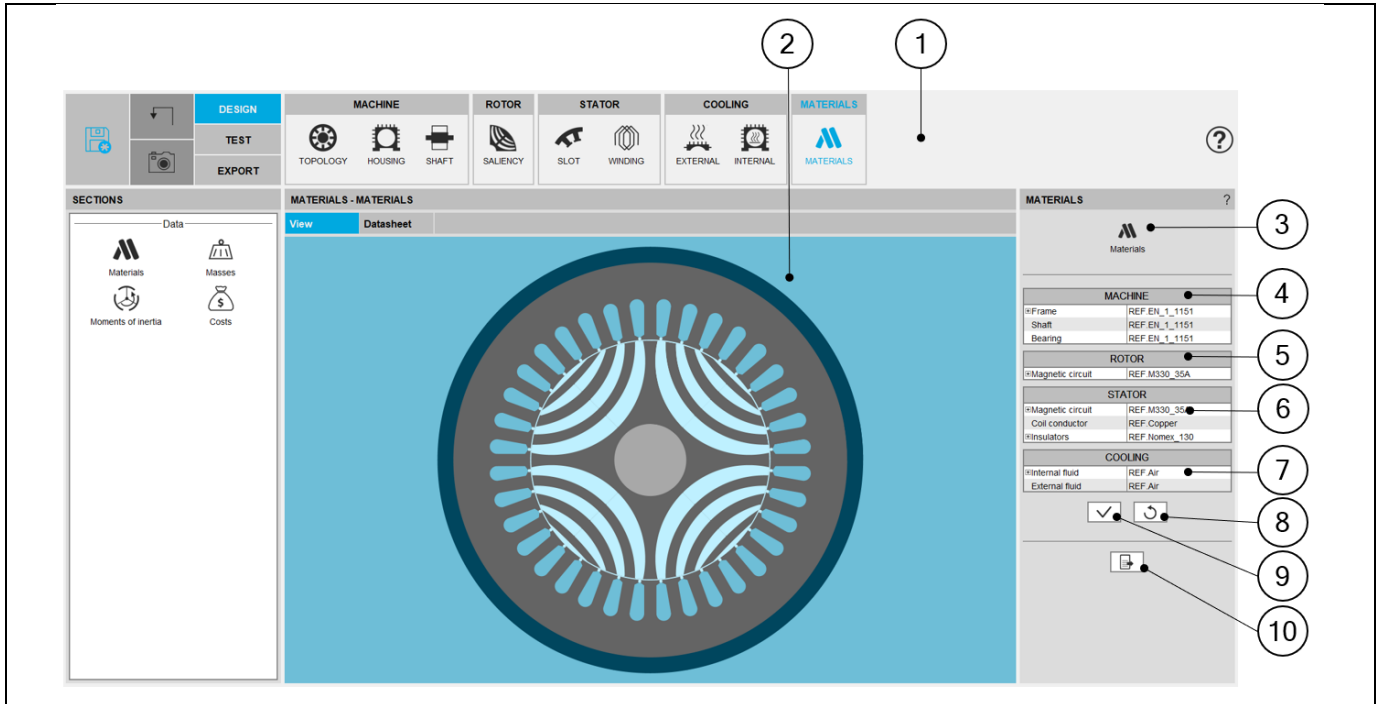 2
1
DESIGN
TEST
EXPORT
MACHINE
ROTOR
STATOR
COOLING
MATERIALS
TOPOLOGY
HOUSING
SHAFT
SALIENCY
SLOT
WINDING
EXTERNAL
INTERNAL
MATERIALS
?
SECTIONS
Data
Materials
Masses
Moments of inertia
$
Costs
MATERIALS - MATERIALS
View
Datasheet
MATERIALS
?
Materials
3
MACHINE
4
Frame REF.EN_1_1151
Shaft REF.EN_1_1151
Bearing REF.EN_1_1151
ROTOR
5
Magnetic circuit REF.M330_35A
STATOR
Magnetic circuit REF.M330_35A
6
Coil conductor REF.Copper
Insulators REF.Nomex_130
COOLING
Internal fluid REF.Air
7
External fluid REF.Air
8
9
10